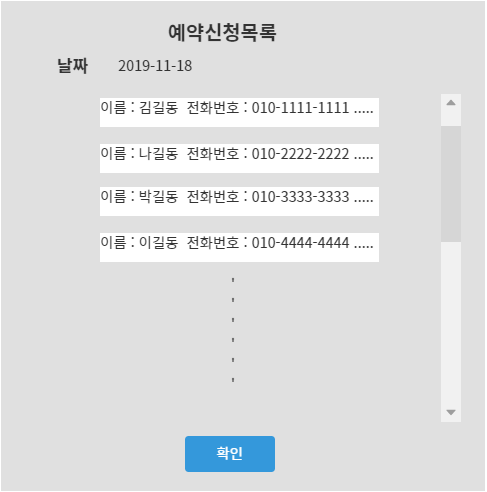 예약신청목록
날짜 2019-11-18
이름 : 김길동 전화번호 : 010-1111-1111 .....
이름 : 나길동 전화번호 : 010-2222-2222 .....
이름 : 박길동 전화번호 : 010-3333-3333 .....
이름 : 이길동 전화번호 : 010-4444-4444 .....
'
'
'
'
'
'
확인